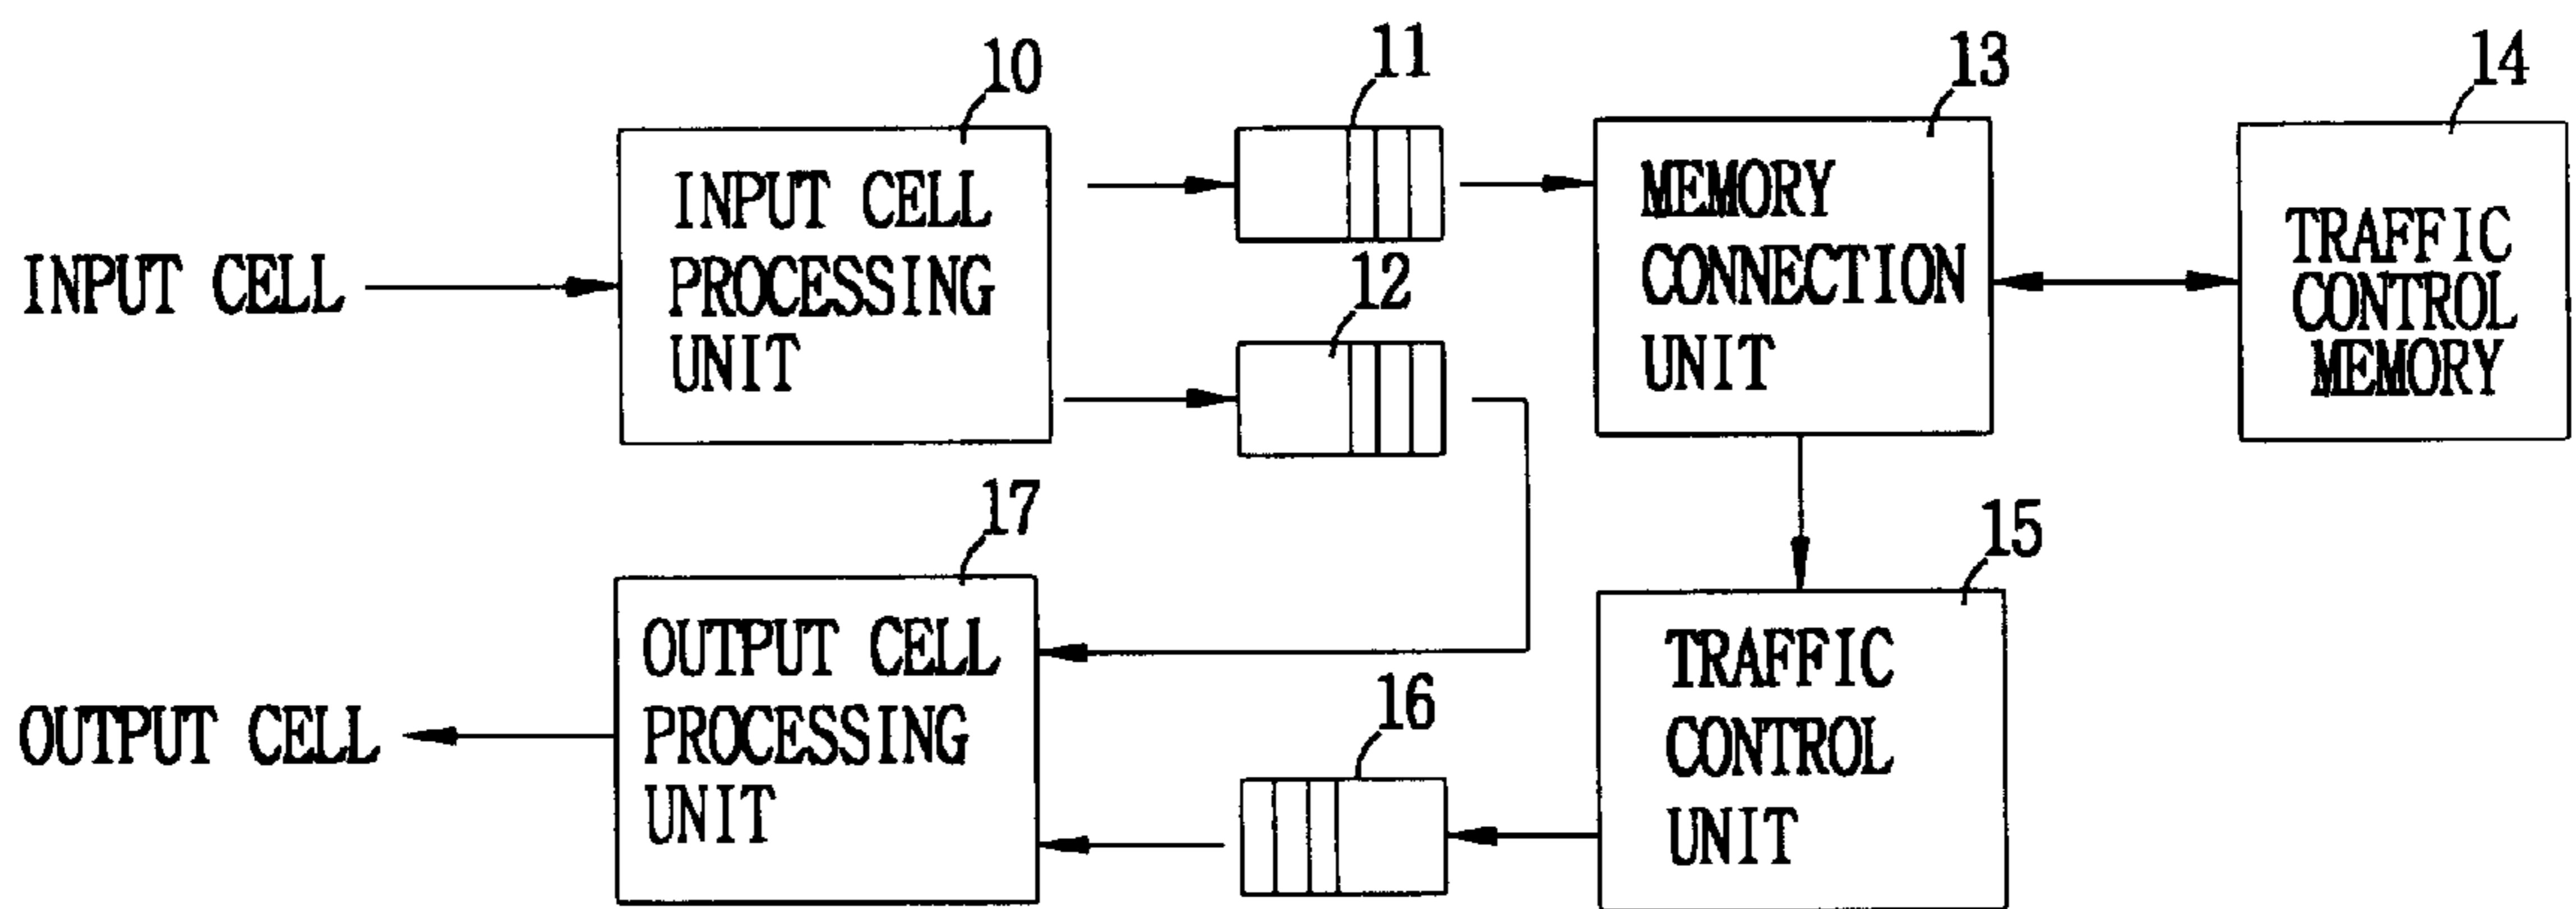 10
11
13
14
INPUT CELL
INPUT CELL
PROCESSING
UNIT
12
MEMORY
CONNECTION
UNIT
TRAFFIC
CONTROL
MEMORY
17
15
16
OUTPUT CELL
OUTPUT CELL
PROCESSING
UNIT
TRAFFIC
CONTROL
UNIT